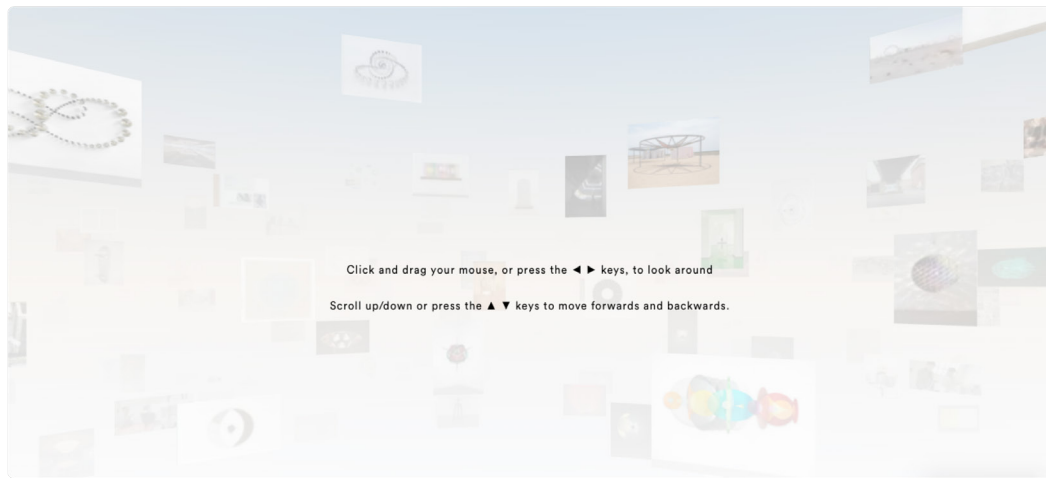 Click and drag your mouse, or press the ◄ ► keys, to look around
Scroll up/down or press the ▲ ▼ keys to move forwards and backwards.